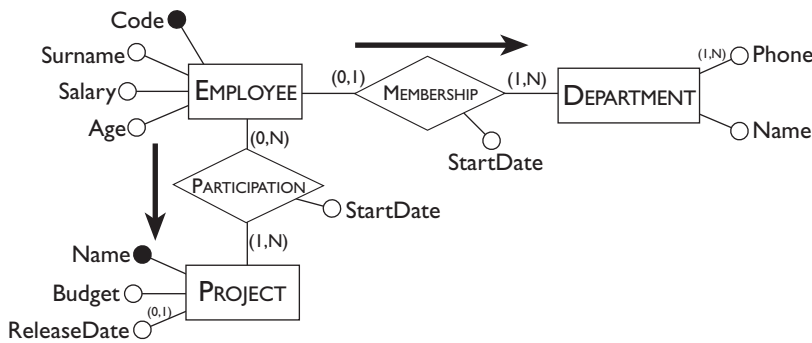 Code
Surname
Salary
Age
EMPLOYEE
(0,1)
MEMBERSHIP
(1,N)
DEPARTMENT
(1,N)
Phone
Name
StartDate
(0,N)
PARTICIPATION
StartDate
(1,N)
Name
Budget
ReleaseDate
(0,1)
PROJECT